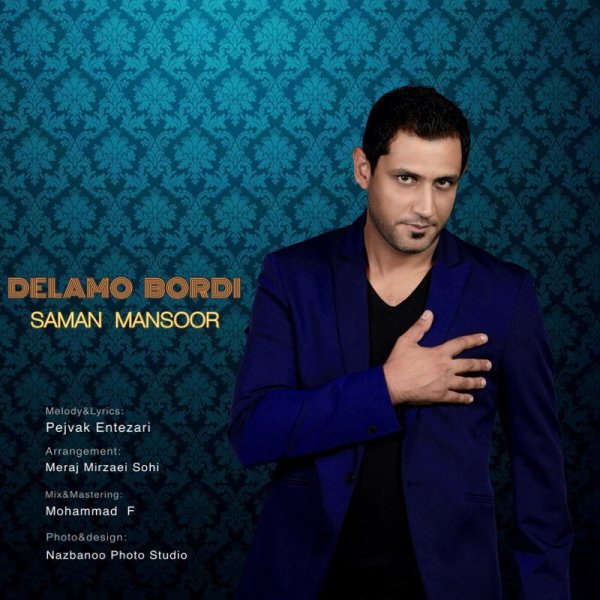 DELAMO BORDI
SAMAN MANSOOR
Melody&Lyrics:
Pejvak Entezari
Arrangement:
Meraj Mirzaei Sohi
Mix&Mastering:
Mohammad F
Photo&design:
Nazbanoo Photo Studio